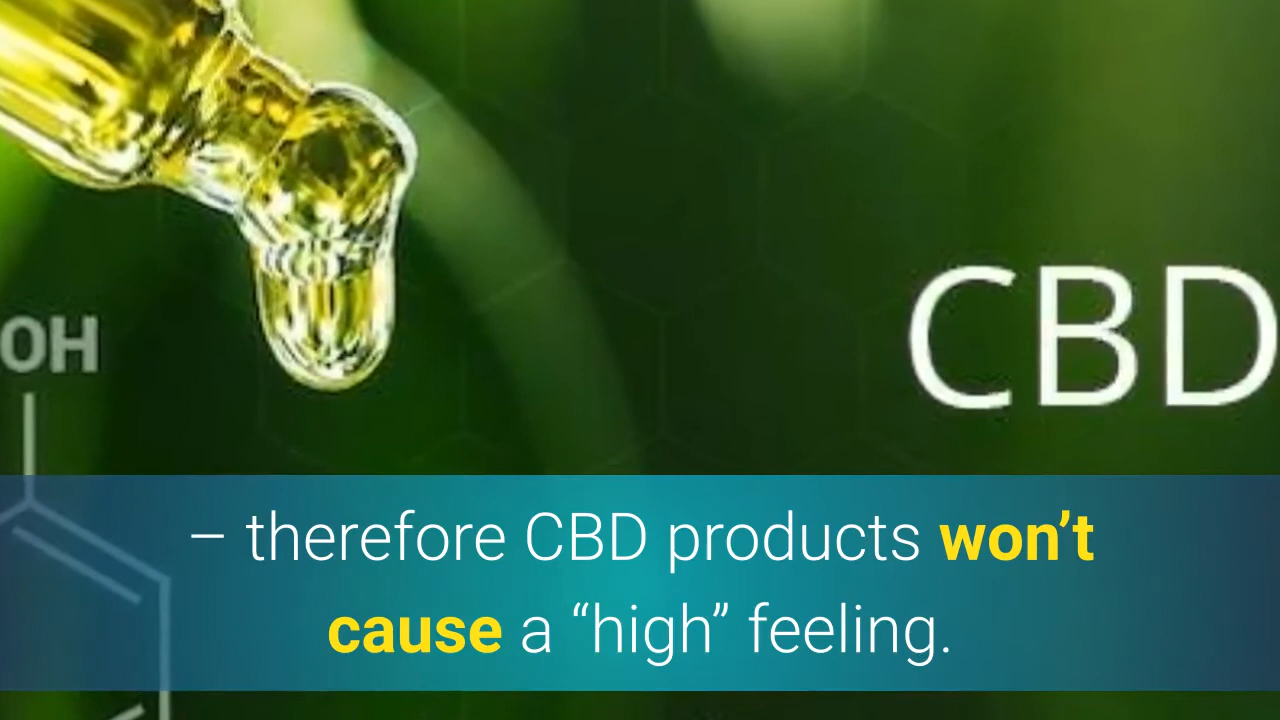 OH
CBD
– therefore CBD products won’t
cause a “high” feeling.